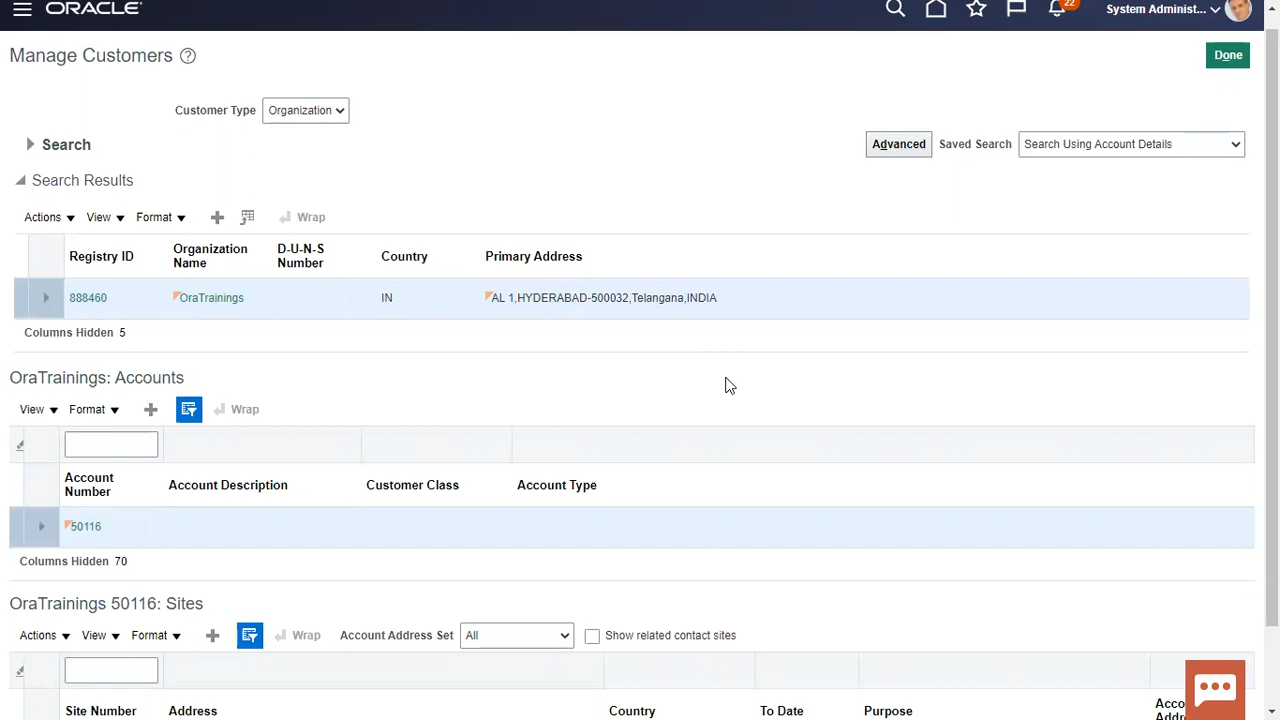 ORACLE
22
System Administ...
Manage Customers
Done
Customer Type Organization
Search
Advanced Saved Search Search Using Account Details
Search Results
Actions View Format Wrap
Registry ID Organization Name D-U-N-S Number Country Primary Address
888460 OraTrainings IN AL 1,HYDERABAD-500032,Telangana,INDIA
Columns Hidden 5
OraTrainings: Accounts
View Format Wrap
Account Number Account Description Customer Class Account Type
50116
Columns Hidden 70
OraTrainings 50116: Sites
Actions View Format Wrap Account Address Set All Show related contact sites
Site Number Address Country To Date Purpose